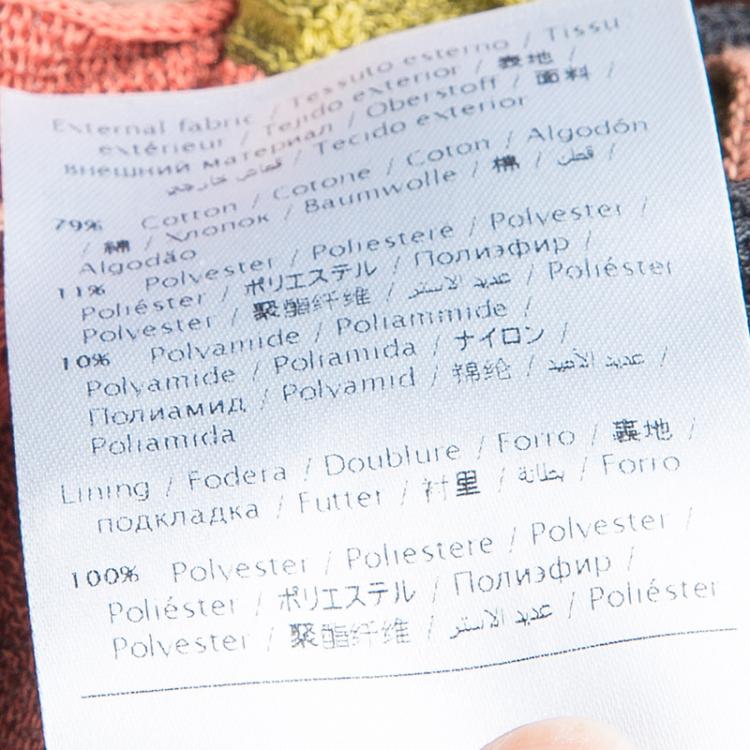 External fabric / Tessuto esterno / Tissu
extérieur / Tejido exterior / 表地 /
внешний материал / Oberstoff / 面料 /
قماش خارجي / Tecido exterior
79% Cotton / Cotone / Coton / Algodón
/ 綿 / Хлопок / Baumwolle / 棉 / قطن /
Algodão
11% Polyester / Poliestere / Polyester /
Poliéster / ポリエステル / Полиэфир /
Polyester / 聚酯纤维 / عديد الاستر / Poliéster
10% Polyamide / Poliammide /
Polyamide / Poliamida / ナイロン /
Полиамид / Polyamid / 锦纶 / عديد الأميد /
Poliamida
Lining / Fodera / Doublure / Forro / 裏地 /
подкладка / Futter / 衬里 / بطانة / Forro
100% Polyester / Poliestere / Polyester /
Poliéster / ポリエステル / Полиэфир /
Polyester / 聚酯纤维 / عديد الاستر / Poliéster